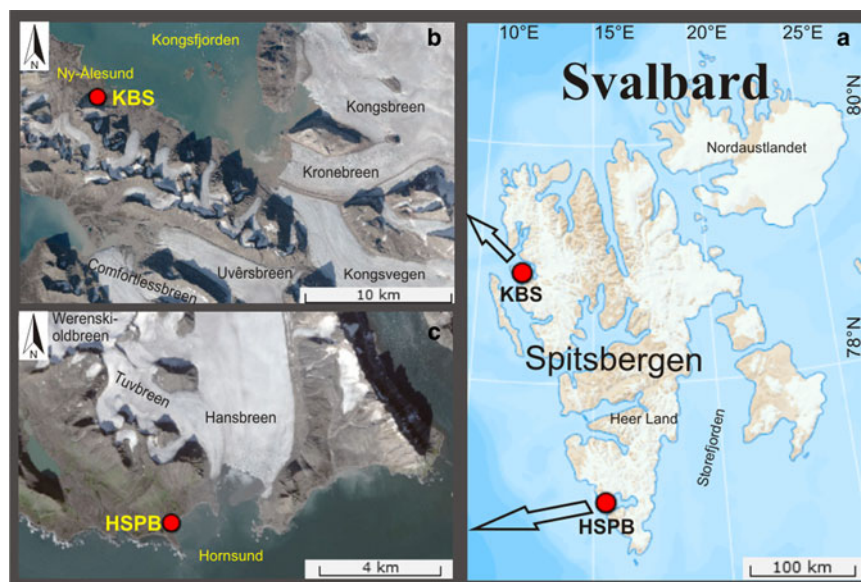 b
N
Kongsfjorden
Ny-Ålesund
KBS
Kongsbreen
Kronebreen
Uvêrsbreen
Comfortlessbreen
Kongsvegen
10 km
c
N
Werenski-
oldbreen
Tuvbreen
Hansbreen
HSPB
Hornsund
4 km
a
10°E
15°E
20°E
25°E
Svalbard
80°N
Nordaustlandet
KBS
78°N
Spitsbergen
Heer Land
Storefjorden
HSPB
100 km